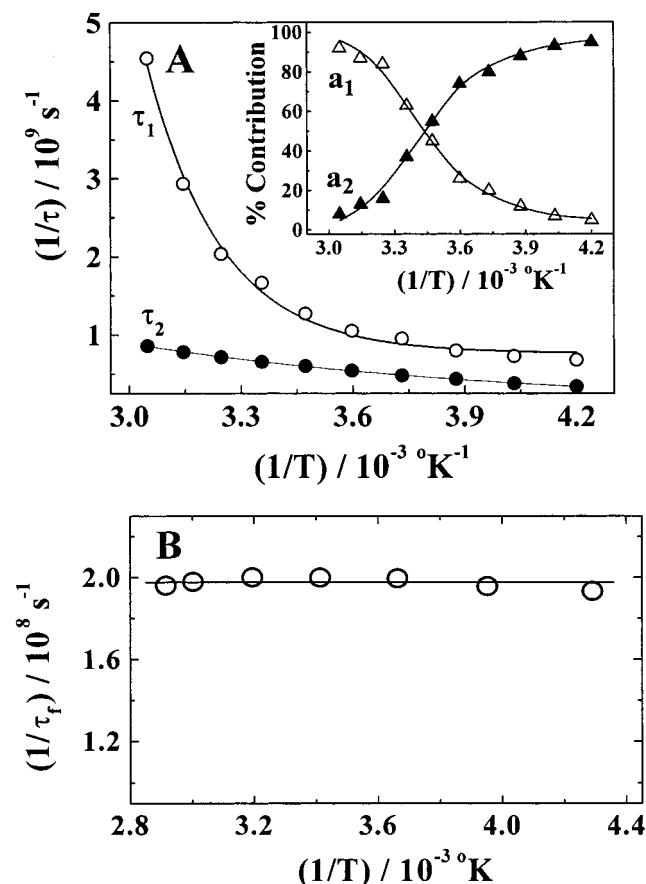 A
5
4
3
2
1
(1/τ) / 10⁹ s⁻¹
τ₁
τ₂
3.0 3.3 3.6 3.9 4.2
(1/T) / 10⁻³ °K⁻¹
100
80
60
40
20
0
% Contribution
a₁
a₂
3.0 3.3 3.6 3.9 4.2
(1/T) / 10⁻³ °K⁻¹
B
2.0
1.6
1.2
(1/τ_f) / 10⁸ s⁻¹
2.8 3.2 3.6 4.0 4.4
(1/T) / 10⁻³ °K